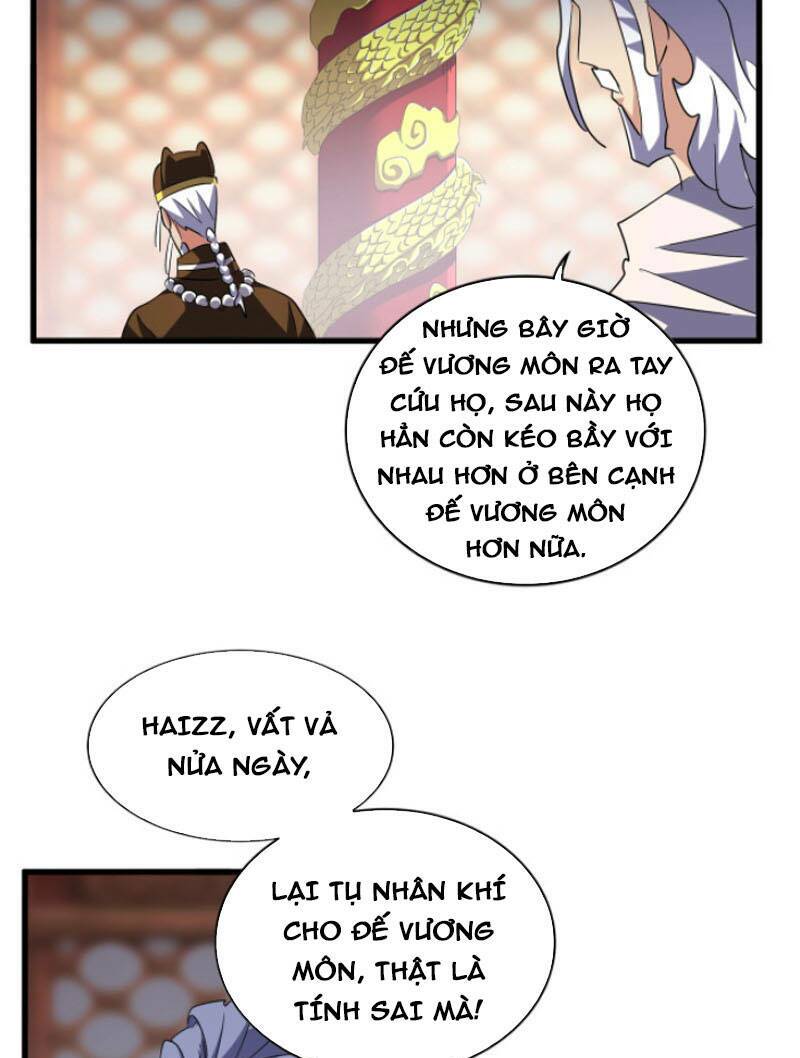 NHƯNG BÂY GIỜ
ĐẾ VƯƠNG MÔN RA TAY
CỨU HỌ, SAU NÀY HỌ
HẲN CÒN KÉO BẦY VỚI
NHAU HƠN Ở BÊN CẠNH
ĐẾ VƯƠNG MÔN
HƠN NỮA.
HAIZZ, VẤT VẢ
NỬA NGÀY,
LẠI TỤ NHÂN KHÍ
CHO ĐẾ VƯƠNG
MÔN, THẬT LÀ
TÍNH SAI MÀ!